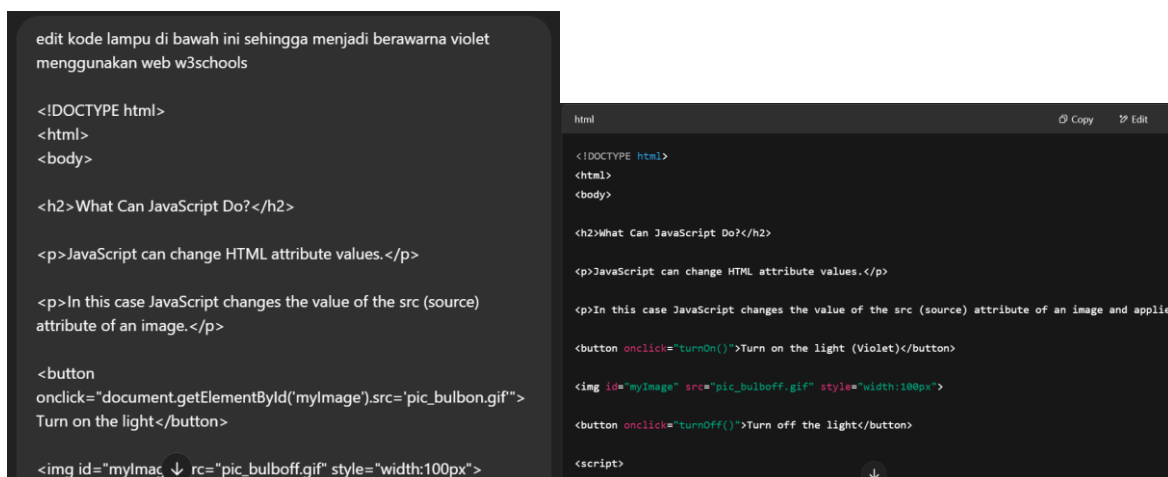 edit kode lampu di bawah ini sehingga menjadi berawarna violet
menggunakan web w3schools
<!DOCTYPE html>
<html>
<body>
<h2>What Can JavaScript Do?</h2>
<p>JavaScript can change HTML attribute values.</p>
<p>In this case JavaScript changes the value of the src (source)
attribute of an image.</p>
<button
onclick="document.getElementById('myImage').src='pic_bulbon.gif'">
Turn on the light</button>
<img id="myImag rc="pic_bulboff.gif" style="width:100px">
html
Copy
Edit
<!DOCTYPE html>
<html>
<body>
<h2>What Can JavaScript Do?</h2>
<p>JavaScript can change HTML attribute values.</p>
<p>In this case JavaScript changes the value of the src (source) attribute of an image and applie
<button onclick="turnOn()">Turn on the light (Violet)</button>
<img id="myImage" src="pic_bulboff.gif" style="width:100px">
<button onclick="turnOff()">Turn off the light</button>
<script>